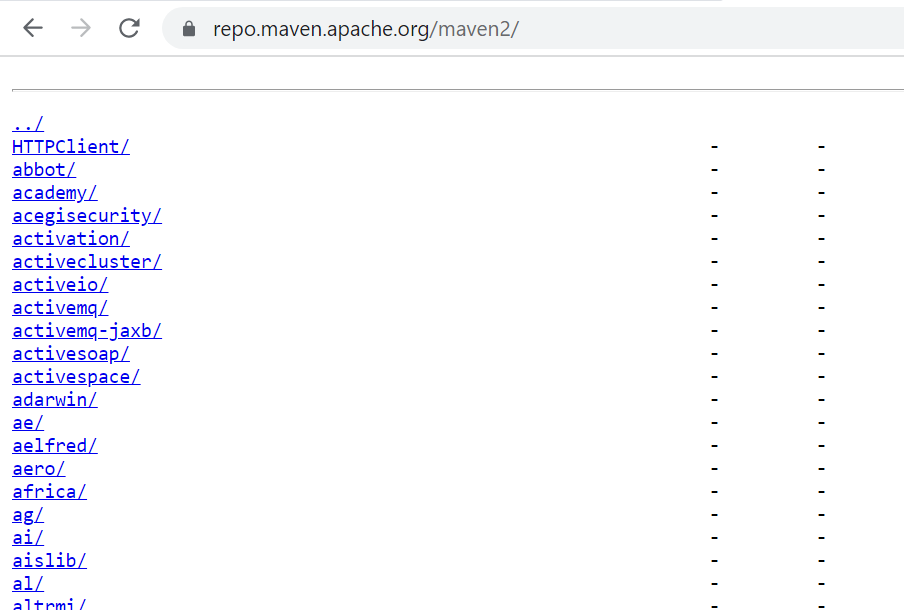 repo.maven.apache.org/maven2/
../
HTTPClient/ - -
abbot/ - -
academy/ - -
acegisecurity/ - -
activation/ - -
activecluster/ - -
activeio/ - -
activemq/ - -
activemq-jaxb/ - -
activesoap/ - -
activespace/ - -
adarwin/ - -
ae/ - -
aelfred/ - -
aero/ - -
africa/ - -
ag/ - -
ai/ - -
aislib/ - -
al/ - -
altrmi/ - -